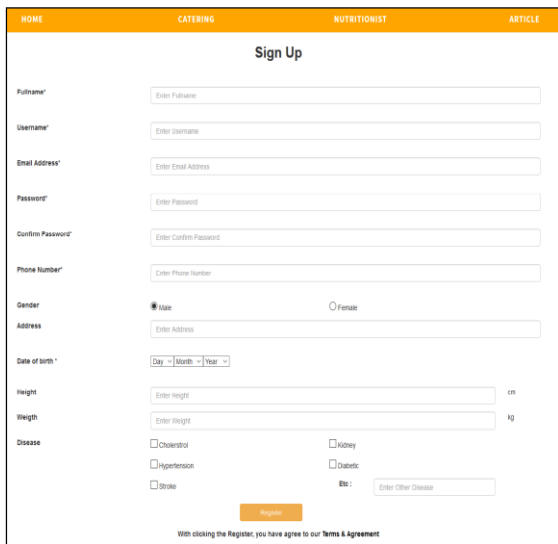 HOME CATERING NUTRITIONIST ARTICLE
Sign Up
Fullname* Enter Fullname
Username* Enter Username
Email Address* Enter Email Address
Password* Enter Password
Confirm Password* Enter Confirm Password
Phone Number* Enter Phone Number
Gender Male Female
Address Enter Address
Date of birth * Day Month Year
Height Enter Height cm
Weigth Enter Weight kg
Disease Cholerstrol Kidney
Hypertension Diabetic
Stroke Etc : Enter Other Disease
Register
With clicking the Register, you have agree to our Terms & Agreement